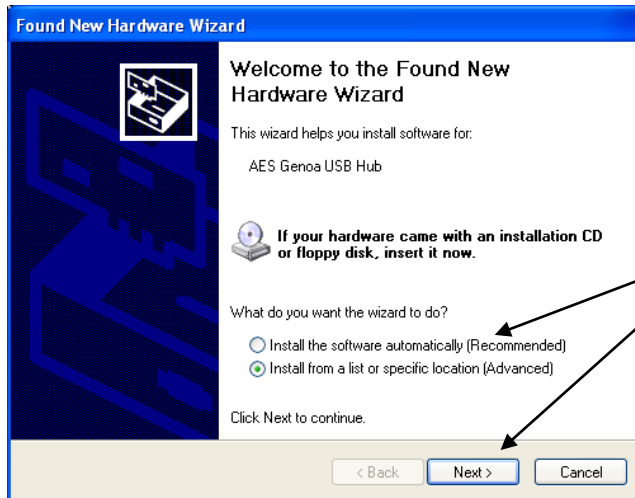 Found New Hardware Wizard
Welcome to the Found New
Hardware Wizard
This wizard helps you install software for:
AES Genoa USB Hub
If your hardware came with an installation CD
or floppy disk, insert it now.
What do you want the wizard to do?
Install the software automatically (Recommended)
Install from a list or specific location (Advanced)
Click Next to continue.
< Back
Next >
Cancel